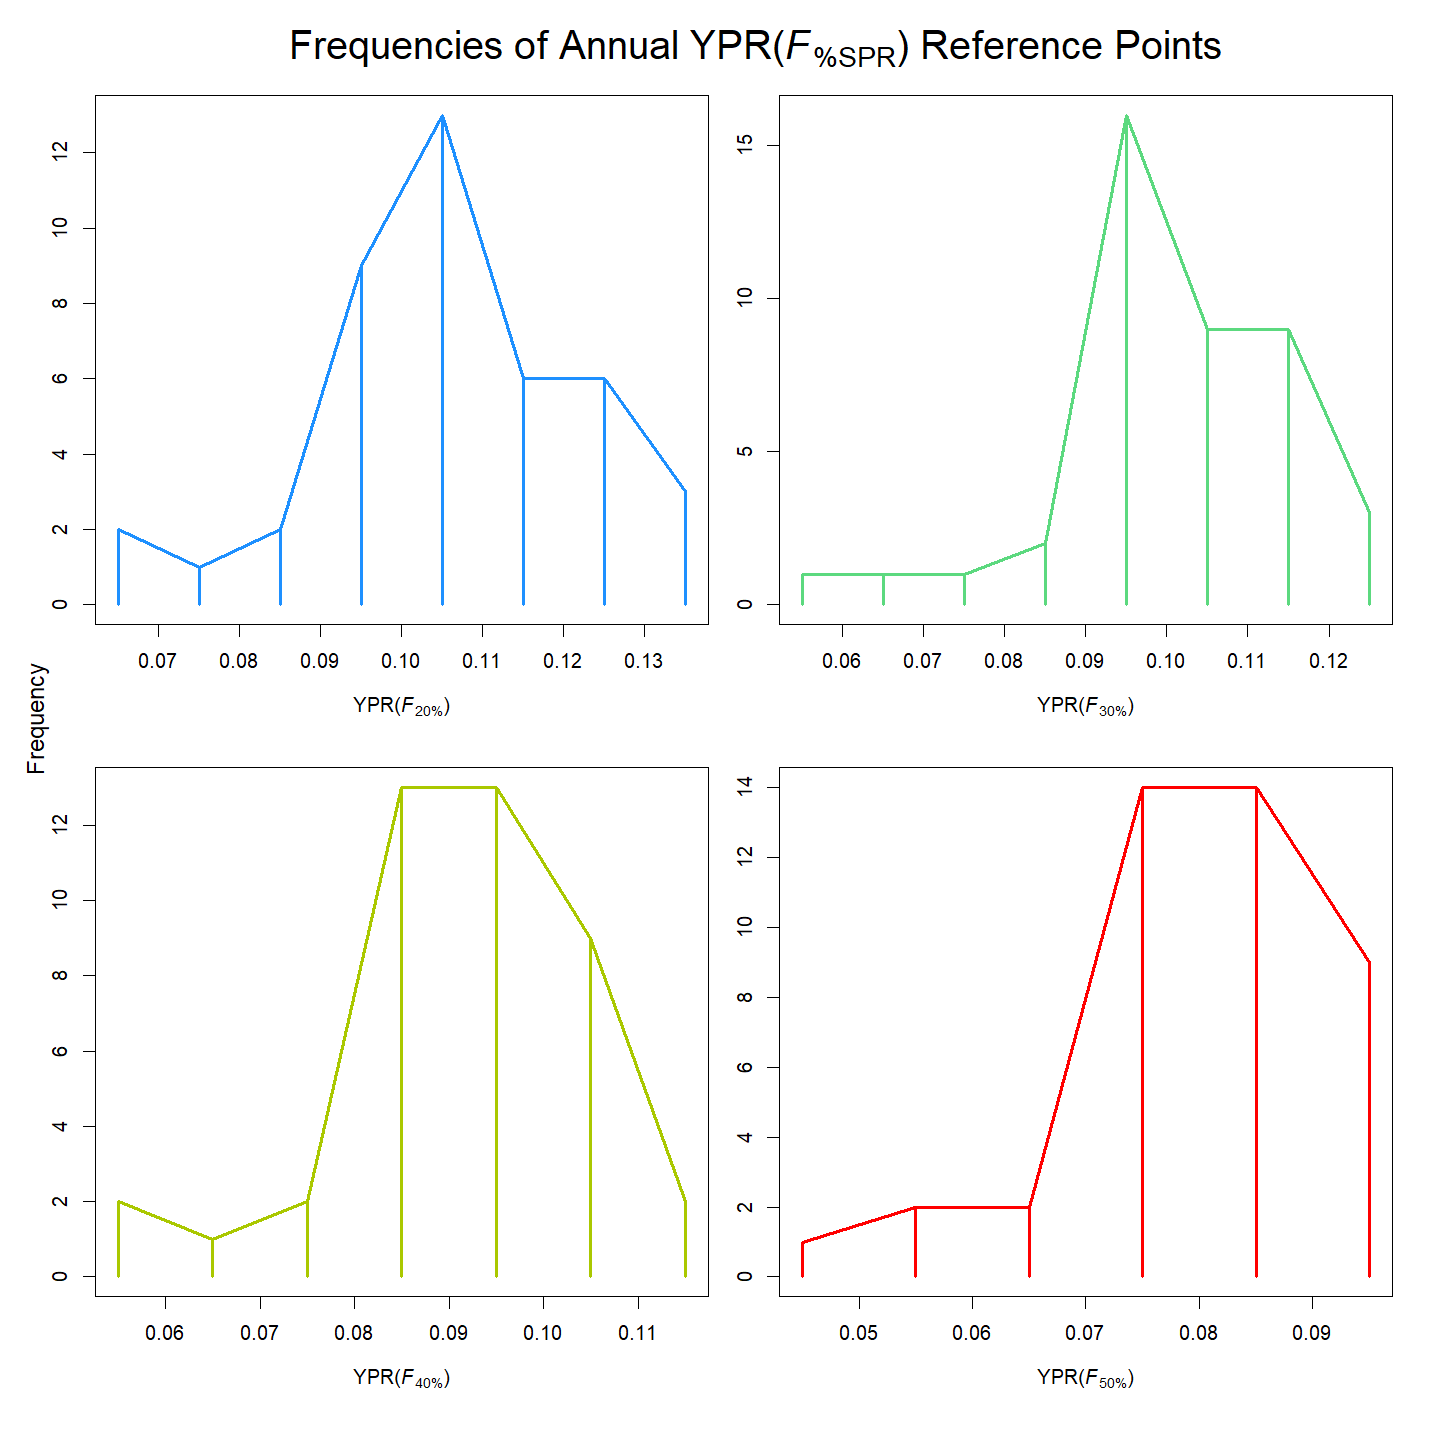 Frequencies of Annual YPR(F%SPR) Reference Points
0 2 4 6 8 10 12
0.07 0.08 0.09 0.10 0.11 0.12 0.13
YPR(F20%)
0 5 10 15
0.06 0.07 0.08 0.09 0.10 0.11 0.12
YPR(F30%)
Frequency
0 2 4 6 8 10 12
0.06 0.07 0.08 0.09 0.10 0.11
YPR(F40%)
0 2 4 6 8 10 12 14
0.05 0.06 0.07 0.08 0.09
YPR(F50%)